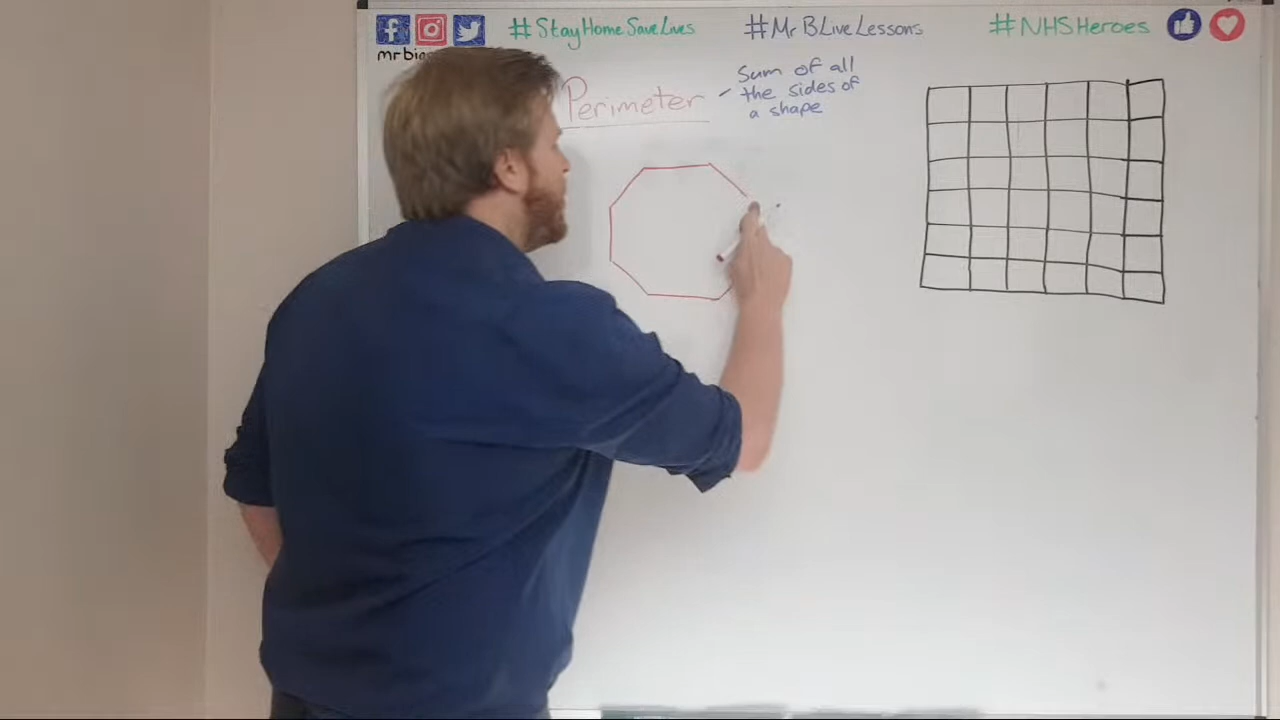 #StayHomeSaveLives
#MrBLiveLessons
#NHSHeroes
Perimeter - Sum of all
the sides of
a shape